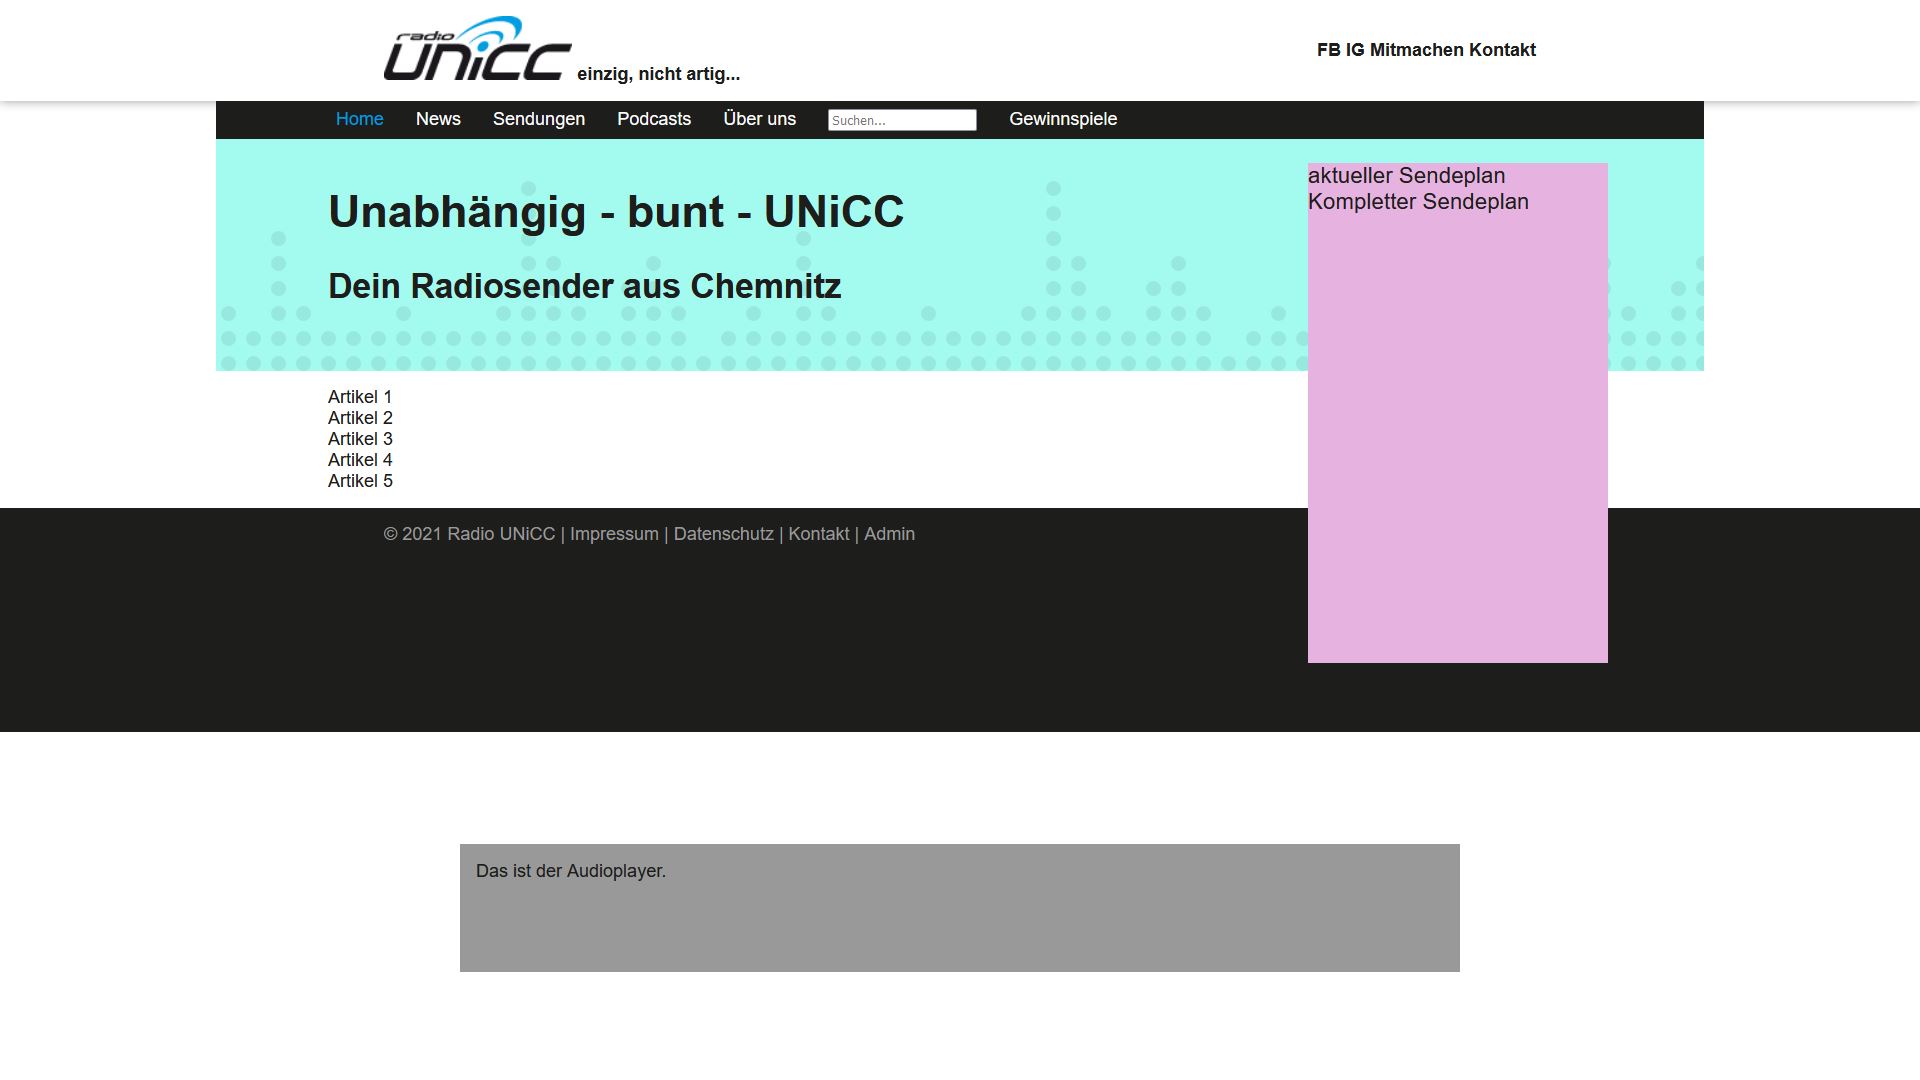 radio
UNiCC einzig, nicht artig...
FB IG Mitmachen Kontakt
Home News Sendungen Podcasts Über uns Suchen... Gewinnspiele
Unabhängig - bunt - UNiCC
Dein Radiosender aus Chemnitz
aktueller Sendeplan
Kompletter Sendeplan
Artikel 1
Artikel 2
Artikel 3
Artikel 4
Artikel 5
© 2021 Radio UNiCC | Impressum | Datenschutz | Kontakt | Admin
Das ist der Audioplayer.